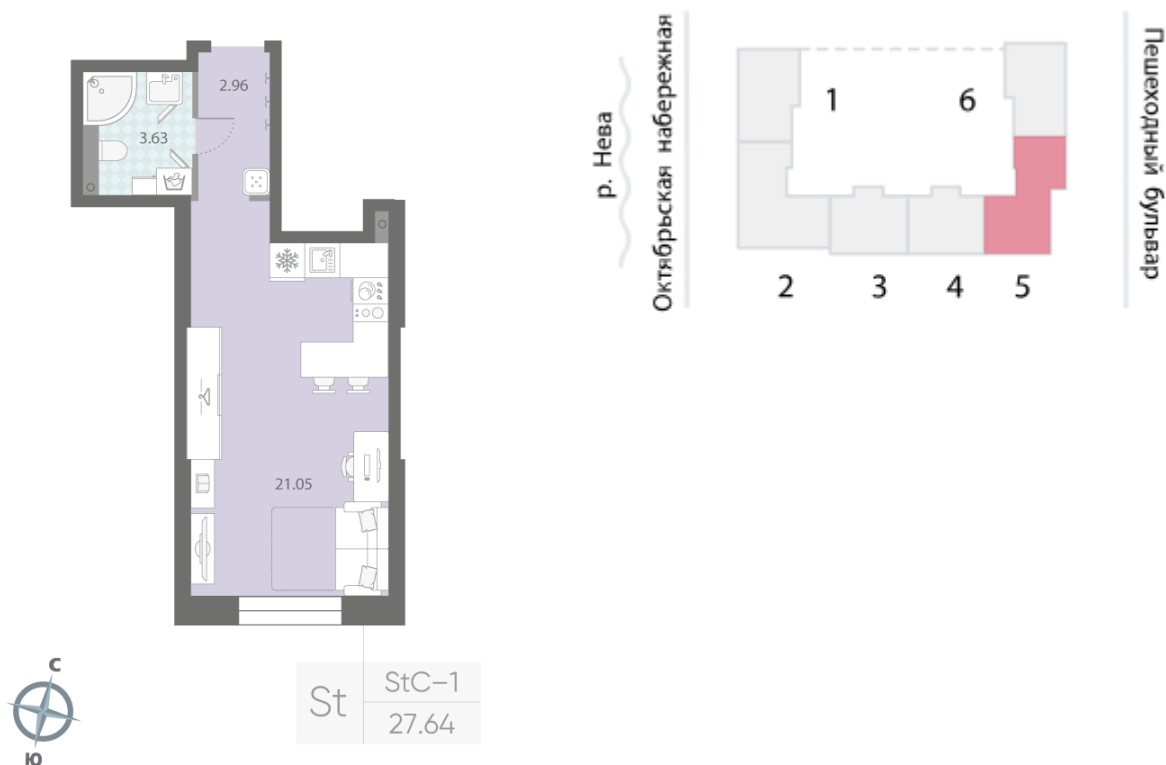 2.96
3.63
21.05
С
Ю
St
StC–1
27.64
р. Нева
Октябрьская набережная
1
6
2
3
4
5
Пешеходный бульвар